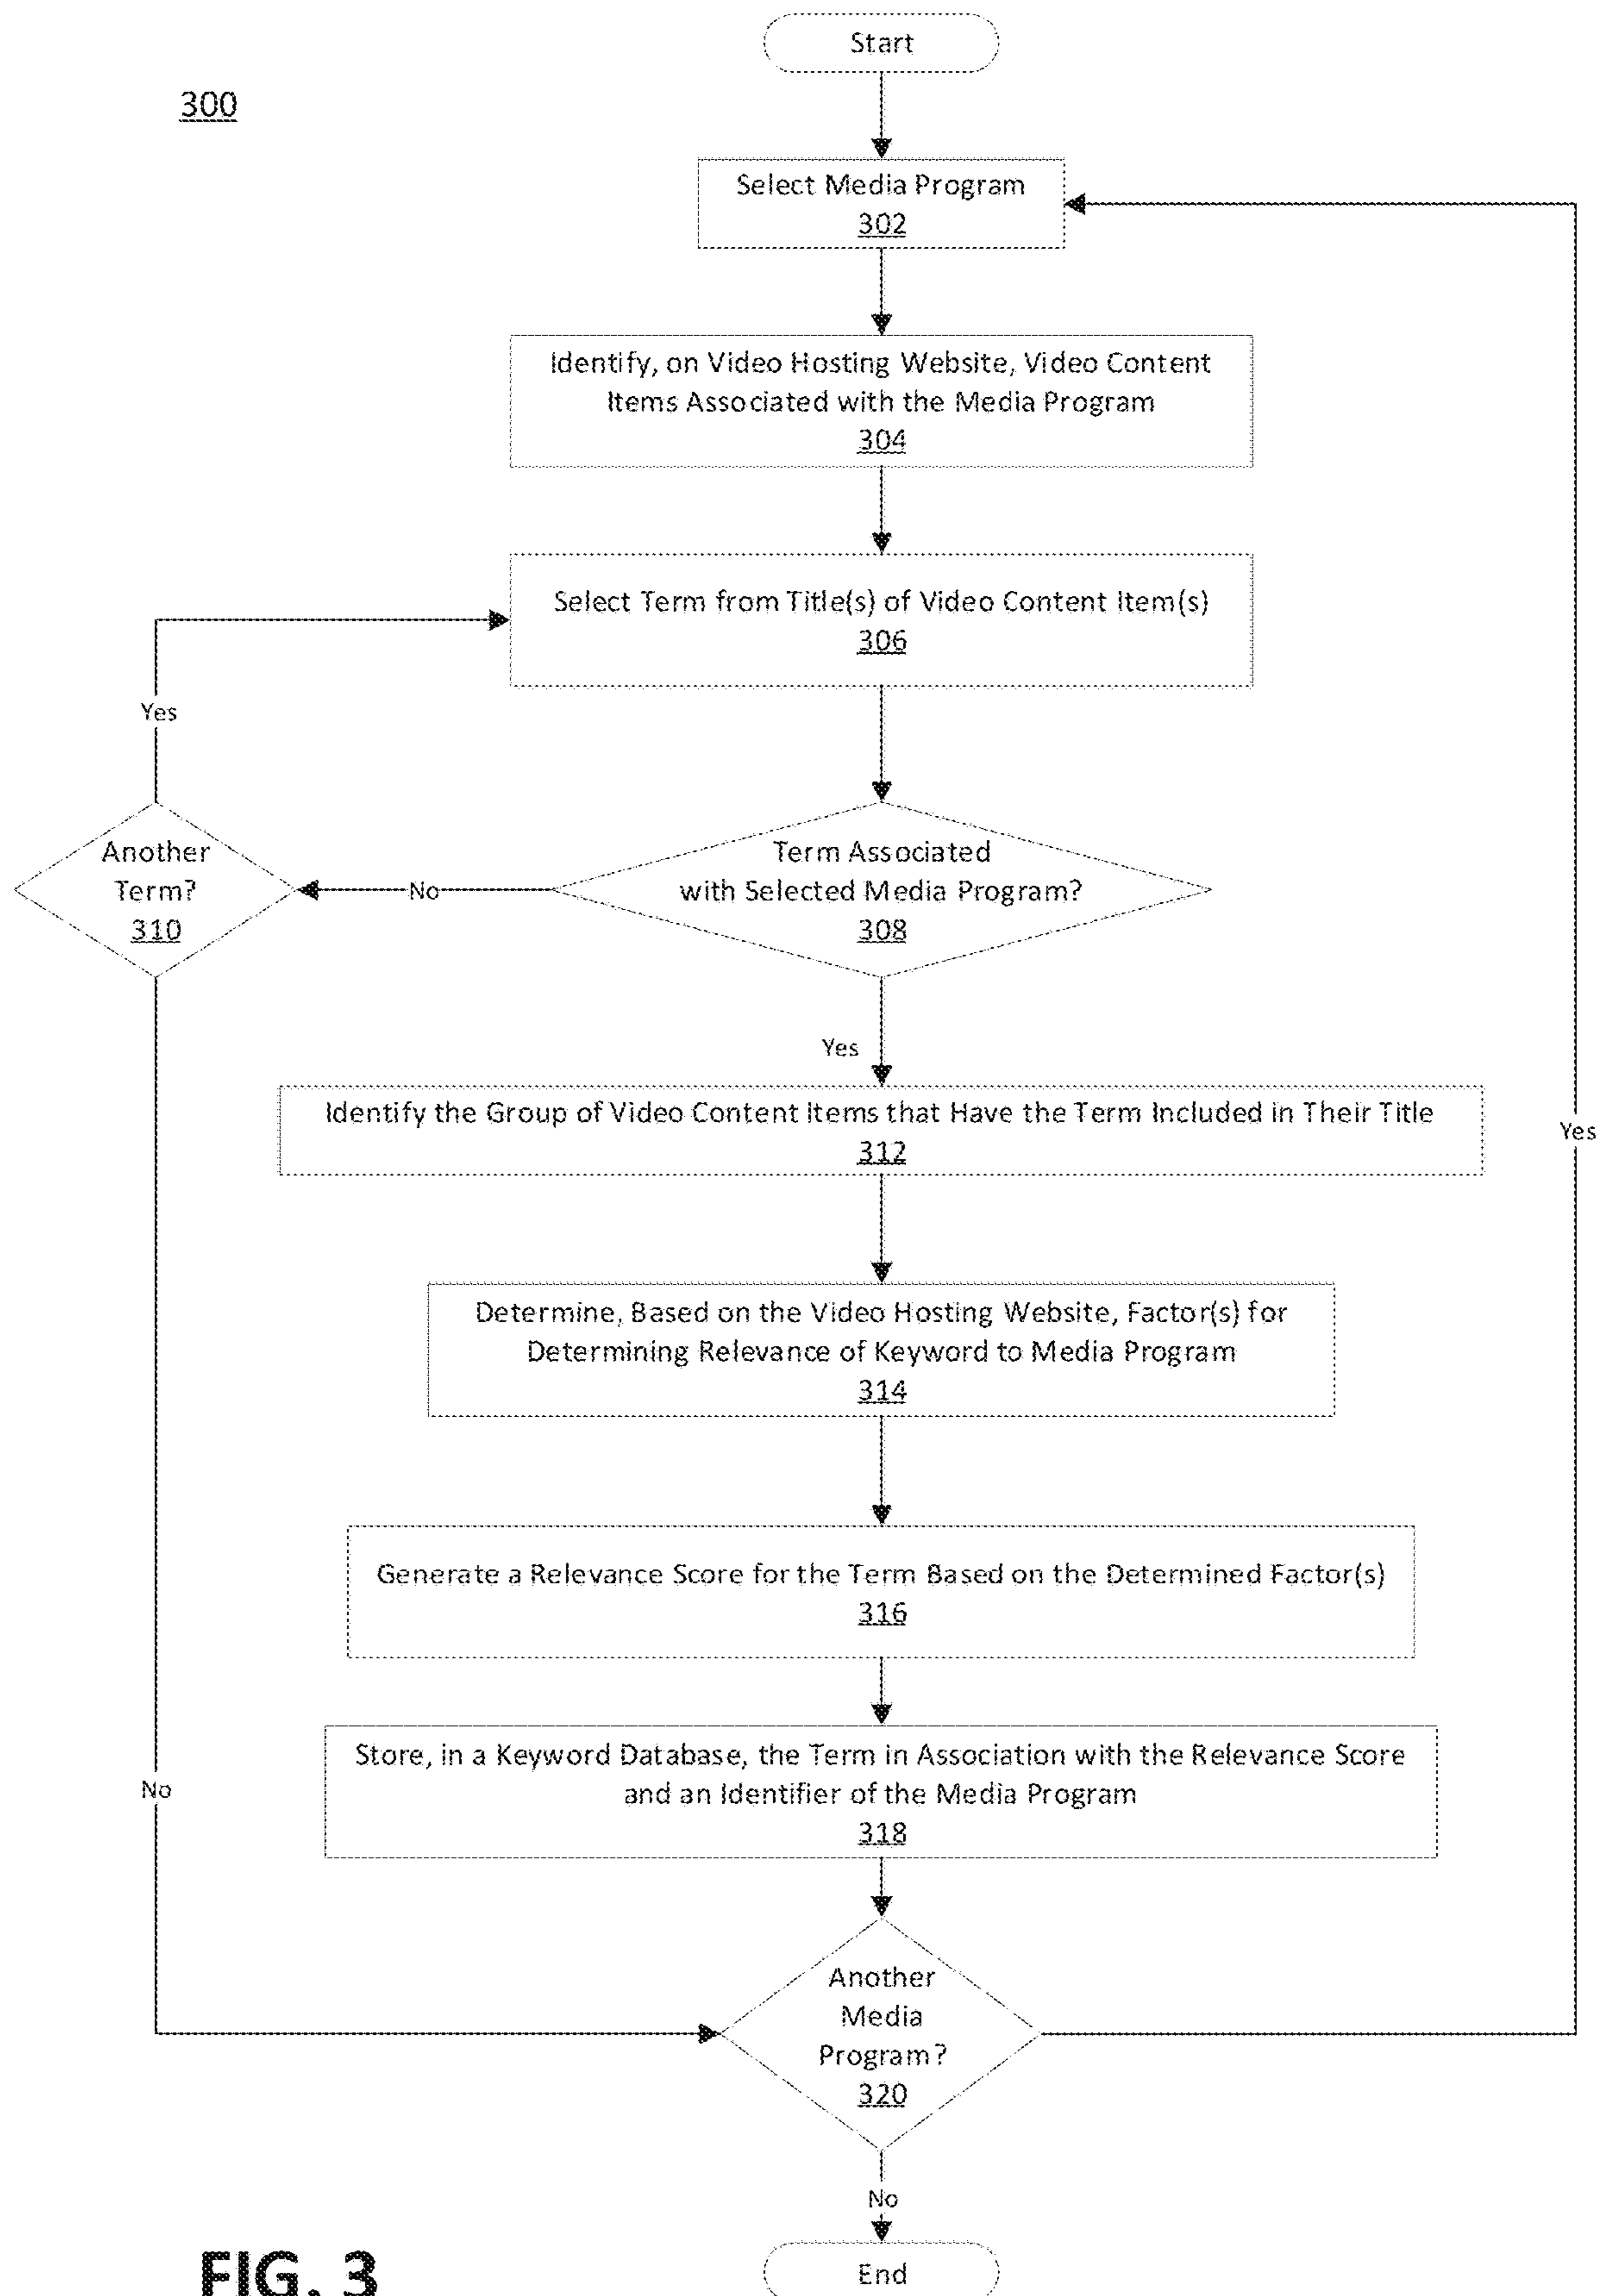 Start
300
Select Media Program
302
Identify, on Video Hosting Website, Video Content
Items Associated with the Media Program
304
Select Term from Title(s) of Video Content Item(s)
306
Yes
Another
Term?
310
No
Term Associated
with Selected Media Program?
308
Yes
Identify the Group of Video Content Items that Have the Term Included in Their Title
312
Yes
Determine, Based on the Video Hosting Website, Factor(s) for
Determining Relevance of Keyword to Media Program
314
Generate a Relevance Score for the Term Based on the Determined Factor(s)
316
Store, in a Keyword Database, the Term in Association with the Relevance Score
and an Identifier of the Media Program
318
No
Another
Media
Program?
320
No
End
FIG. 3